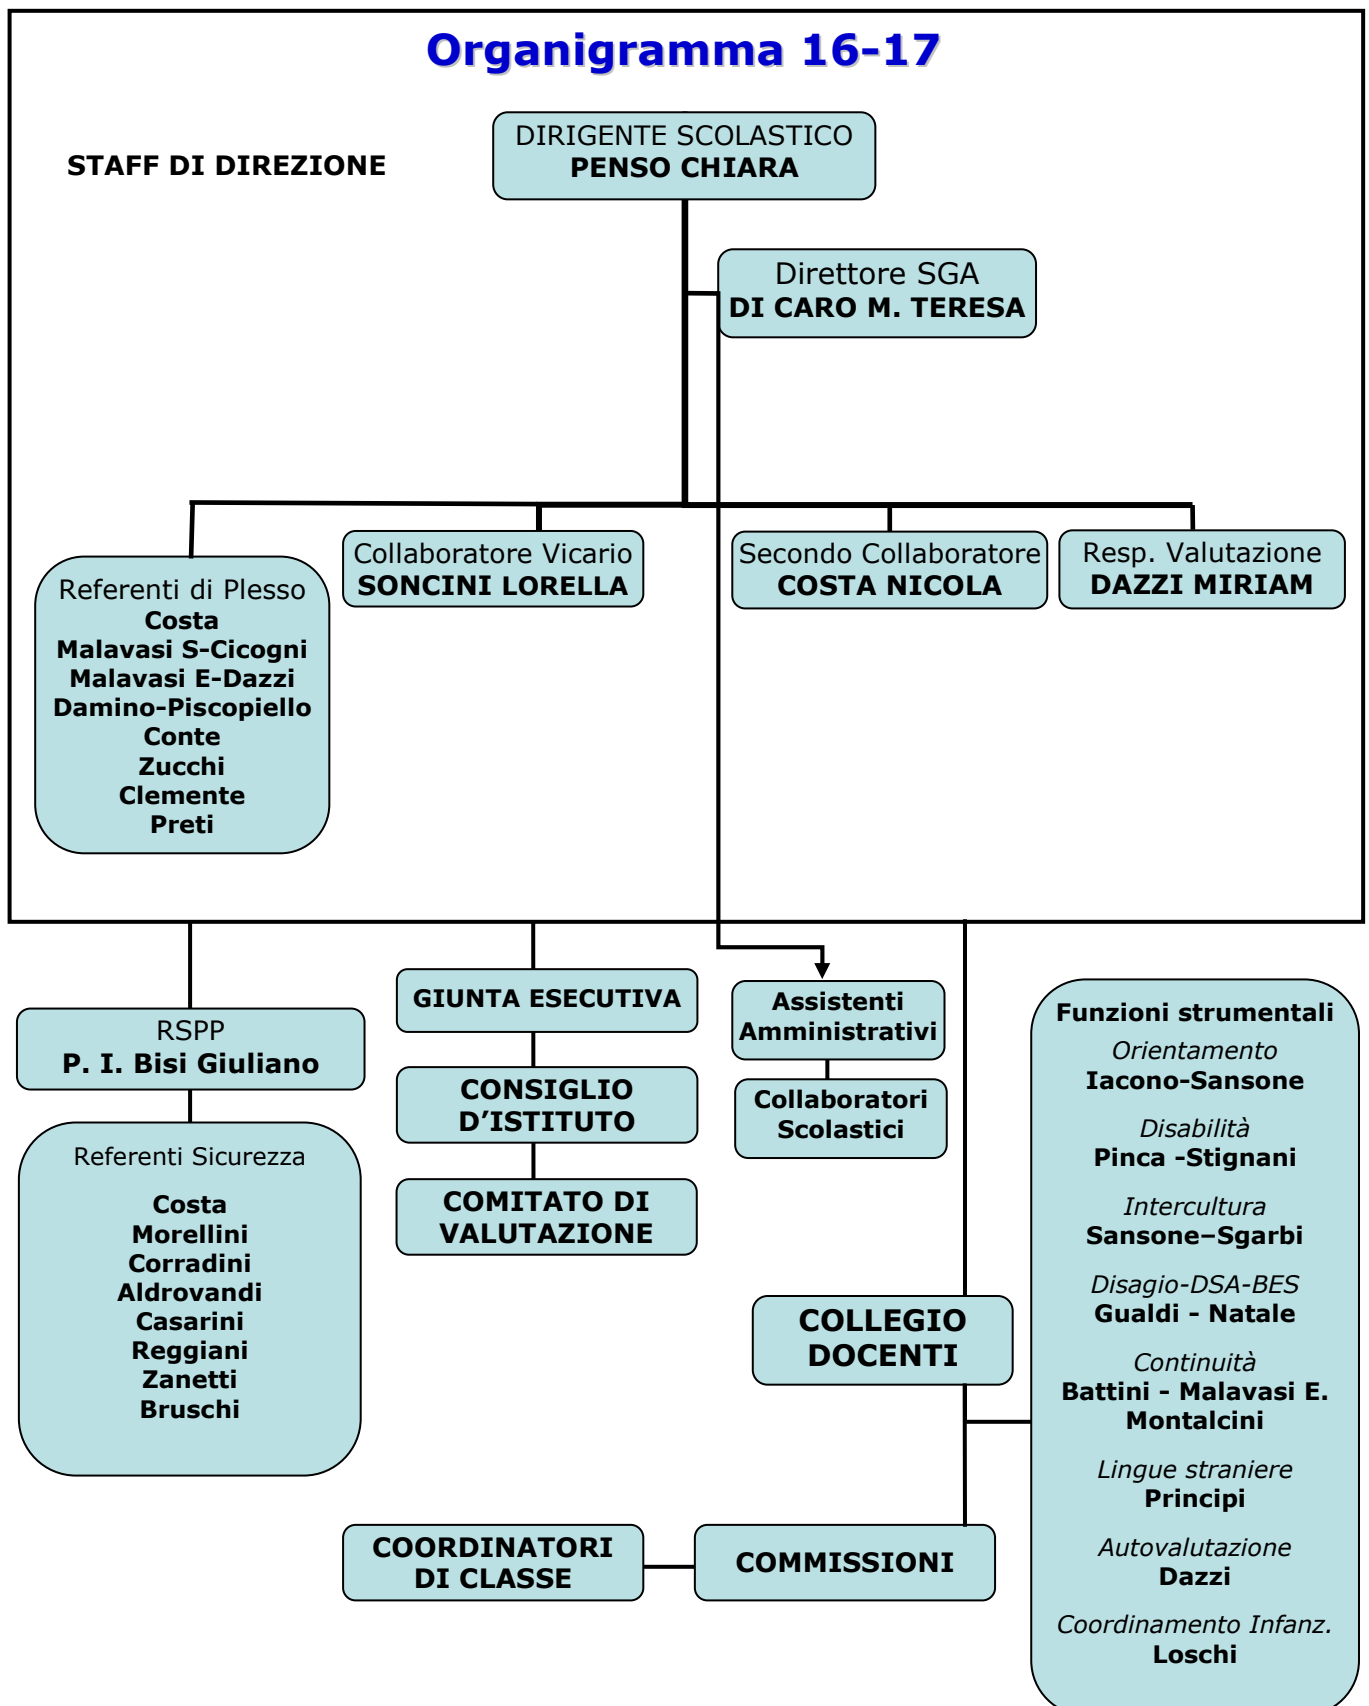 Organigramma 16-17
STAFF DI DIREZIONE
DIRIGENTE SCOLASTICO
PENSO CHIARA
Direttore SGA
DI CARO M. TERESA
Referenti di Plesso
Costa
Malavasi S-Cicogni
Malavasi E-Dazzi
Damino-Piscopiello
Conte
Zucchi
Clemente
Preti
Collaboratore Vicario
SONCINI LORELLA
Secondo Collaboratore
COSTA NICOLA
Resp. Valutazione
DAZZI MIRIAM
RSPP
P. I. Bisi Giuliano
Referenti Sicurezza
Costa
Morellini
Corradini
Aldrovandi
Casarini
Reggiani
Zanetti
Bruschi
GIUNTA ESECUTIVA
CONSIGLIO
D’ISTITUTO
COMITATO DI
VALUTAZIONE
Assistenti
Amministrativi
Collaboratori
Scolastici
COLLEGIO
DOCENTI
COORDINATORI
DI CLASSE
COMMISSIONI
Funzioni strumentali
Orientamento
Iacono-Sansone
Disabilità
Pinca -Stignani
Intercultura
Sansone–Sgarbi
Disagio-DSA-BES
Gualdi - Natale
Continuità
Battini - Malavasi E.
Montalcini
Lingue straniere
Principi
Autovalutazione
Dazzi
Coordinamento Infanz.
Loschi